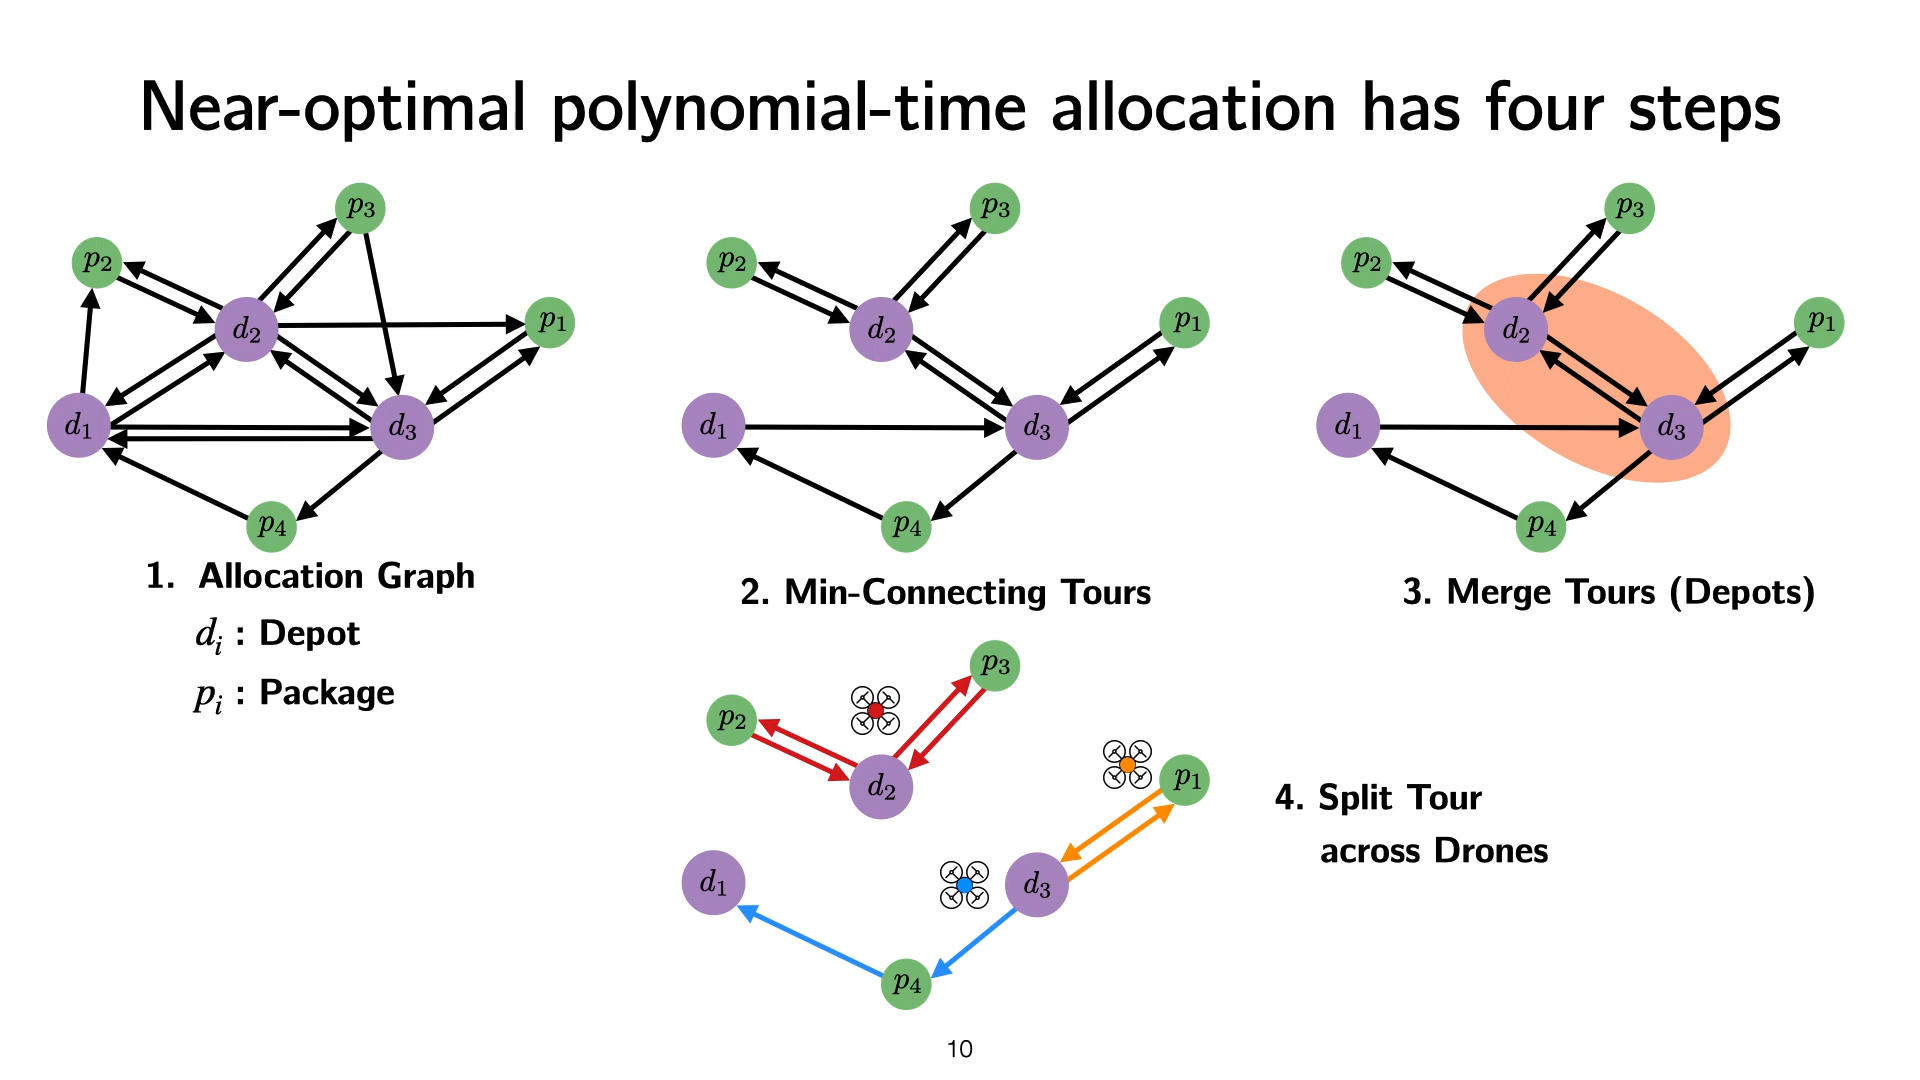 Near-optimal polynomial-time allocation has four steps
p₃
p₂
d₂
p₁
d₁
d₃
p₄
1. Allocation Graph
dᵢ : Depot
pᵢ : Package
p₃
p₂
d₂
p₁
d₁
d₃
p₄
2. Min-Connecting Tours
p₃
p₂
d₂
p₁
d₁
d₃
p₄
3. Merge Tours (Depots)
p₃
p₂
d₂
p₁
d₁
d₃
p₄
4. Split Tour
across Drones
10